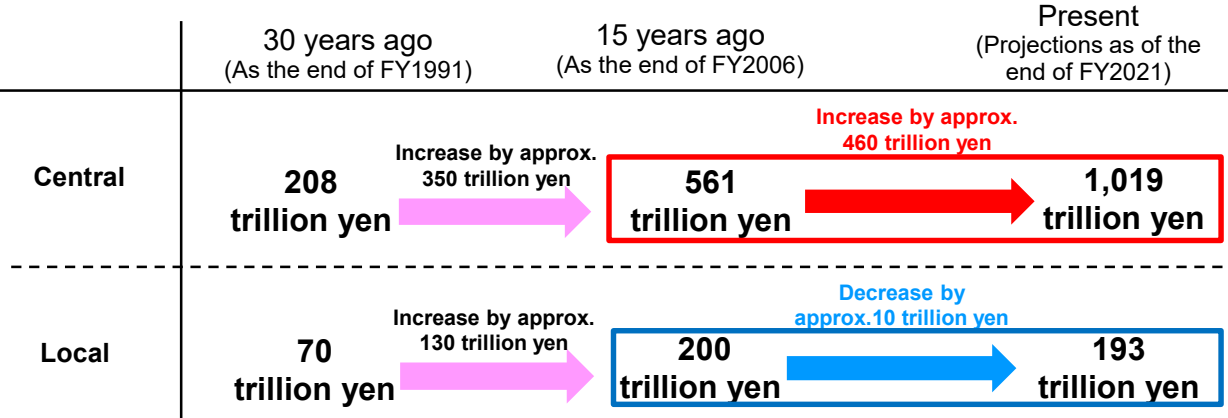 30 years ago
(As the end of FY1991)
15 years ago
(As the end of FY2006)
Present
(Projections as of the
end of FY2021)
Central
208
trillion yen
Increase by approx.
350 trillion yen
561
trillion yen
Increase by approx.
460 trillion yen
1,019
trillion yen
Local
70
trillion yen
Increase by approx.
130 trillion yen
200
trillion yen
Decrease by
approx.10 trillion yen
193
trillion yen